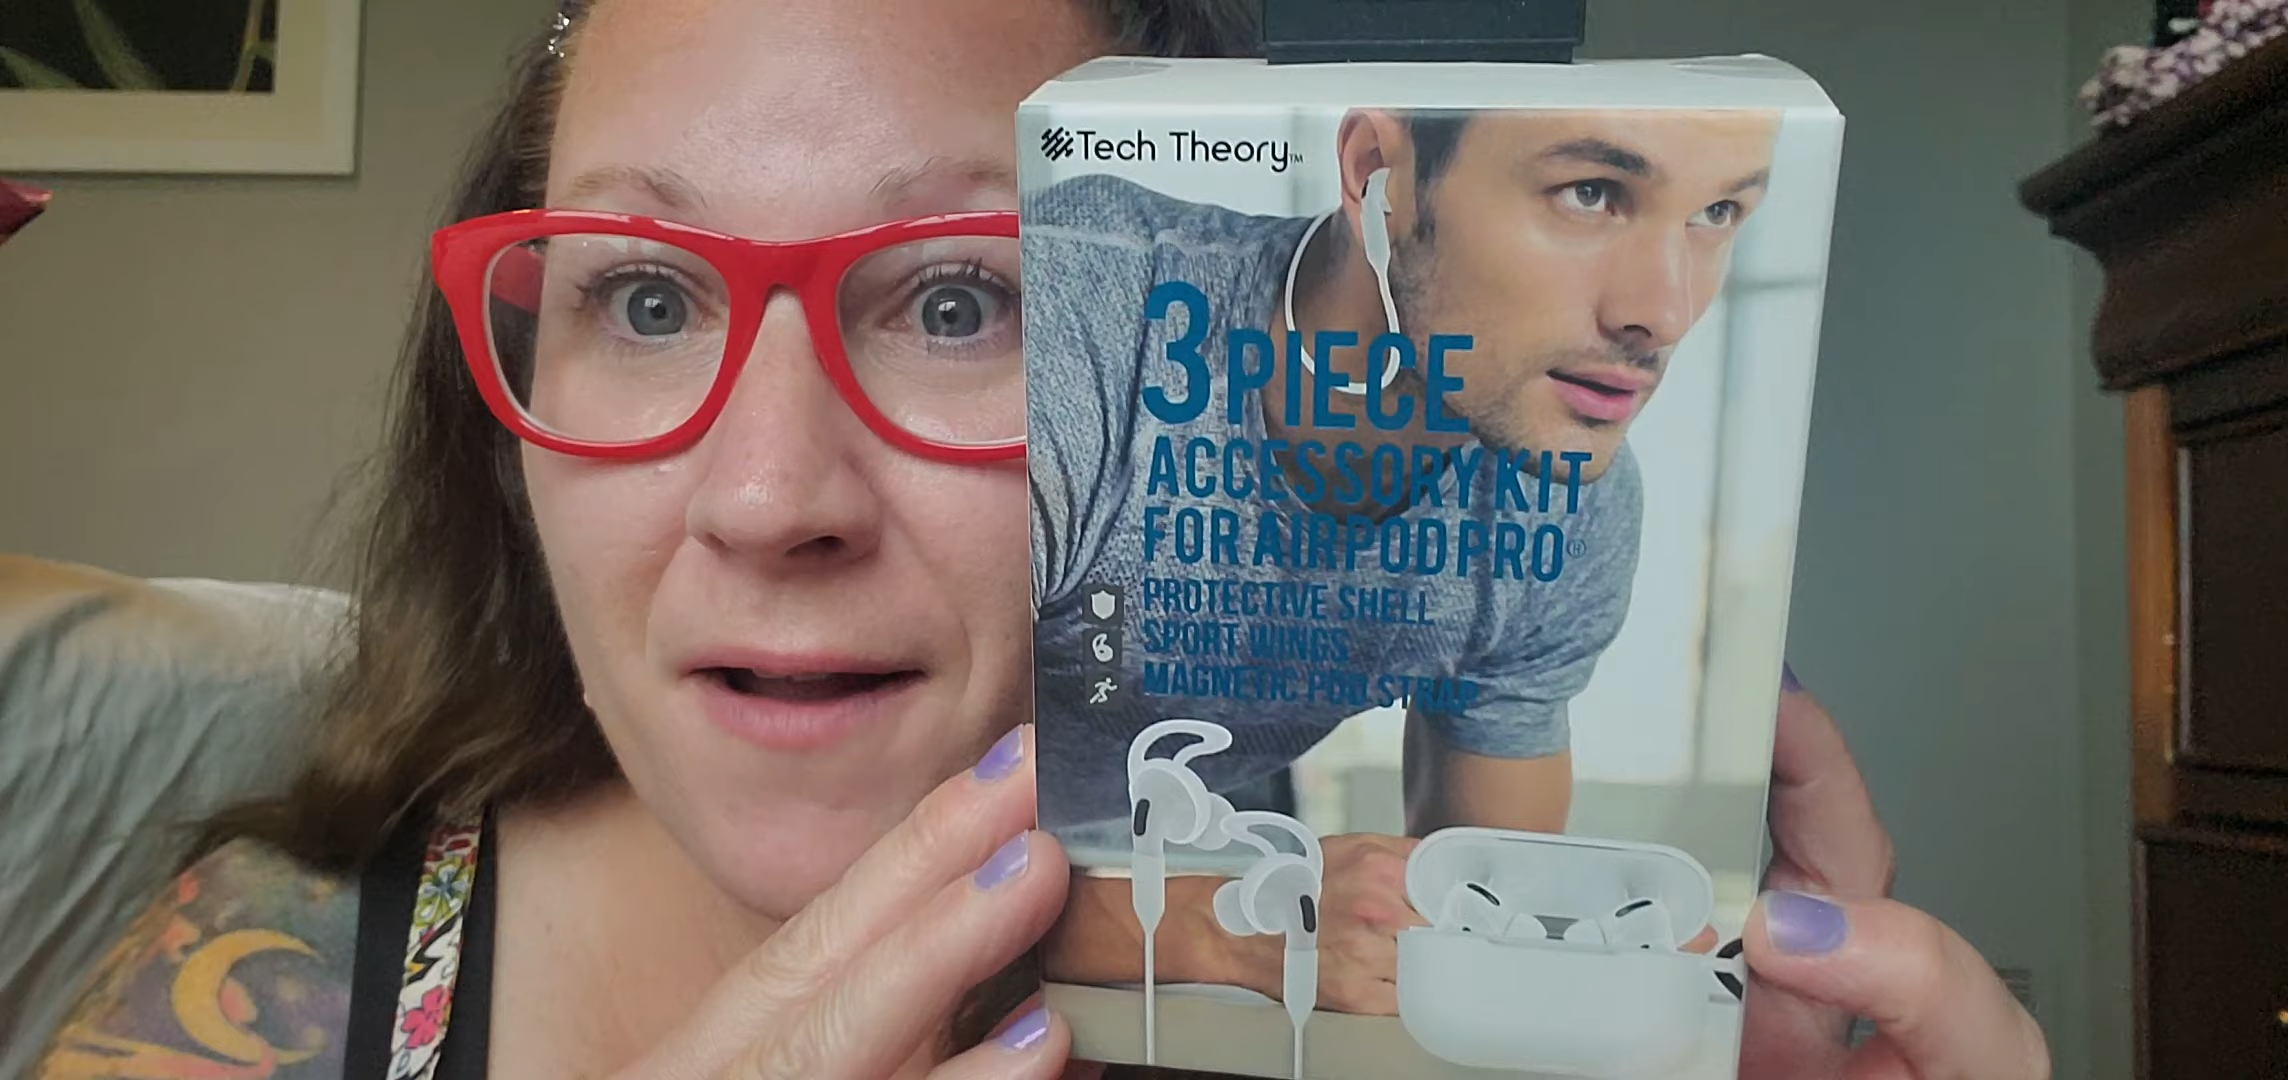 Tech Theory™
3 PIECE
ACCESSORY KIT
FOR AIRPOD PRO®
PROTECTIVE SHELL
SPORT WINGS
MAGNETIC POD STRAP